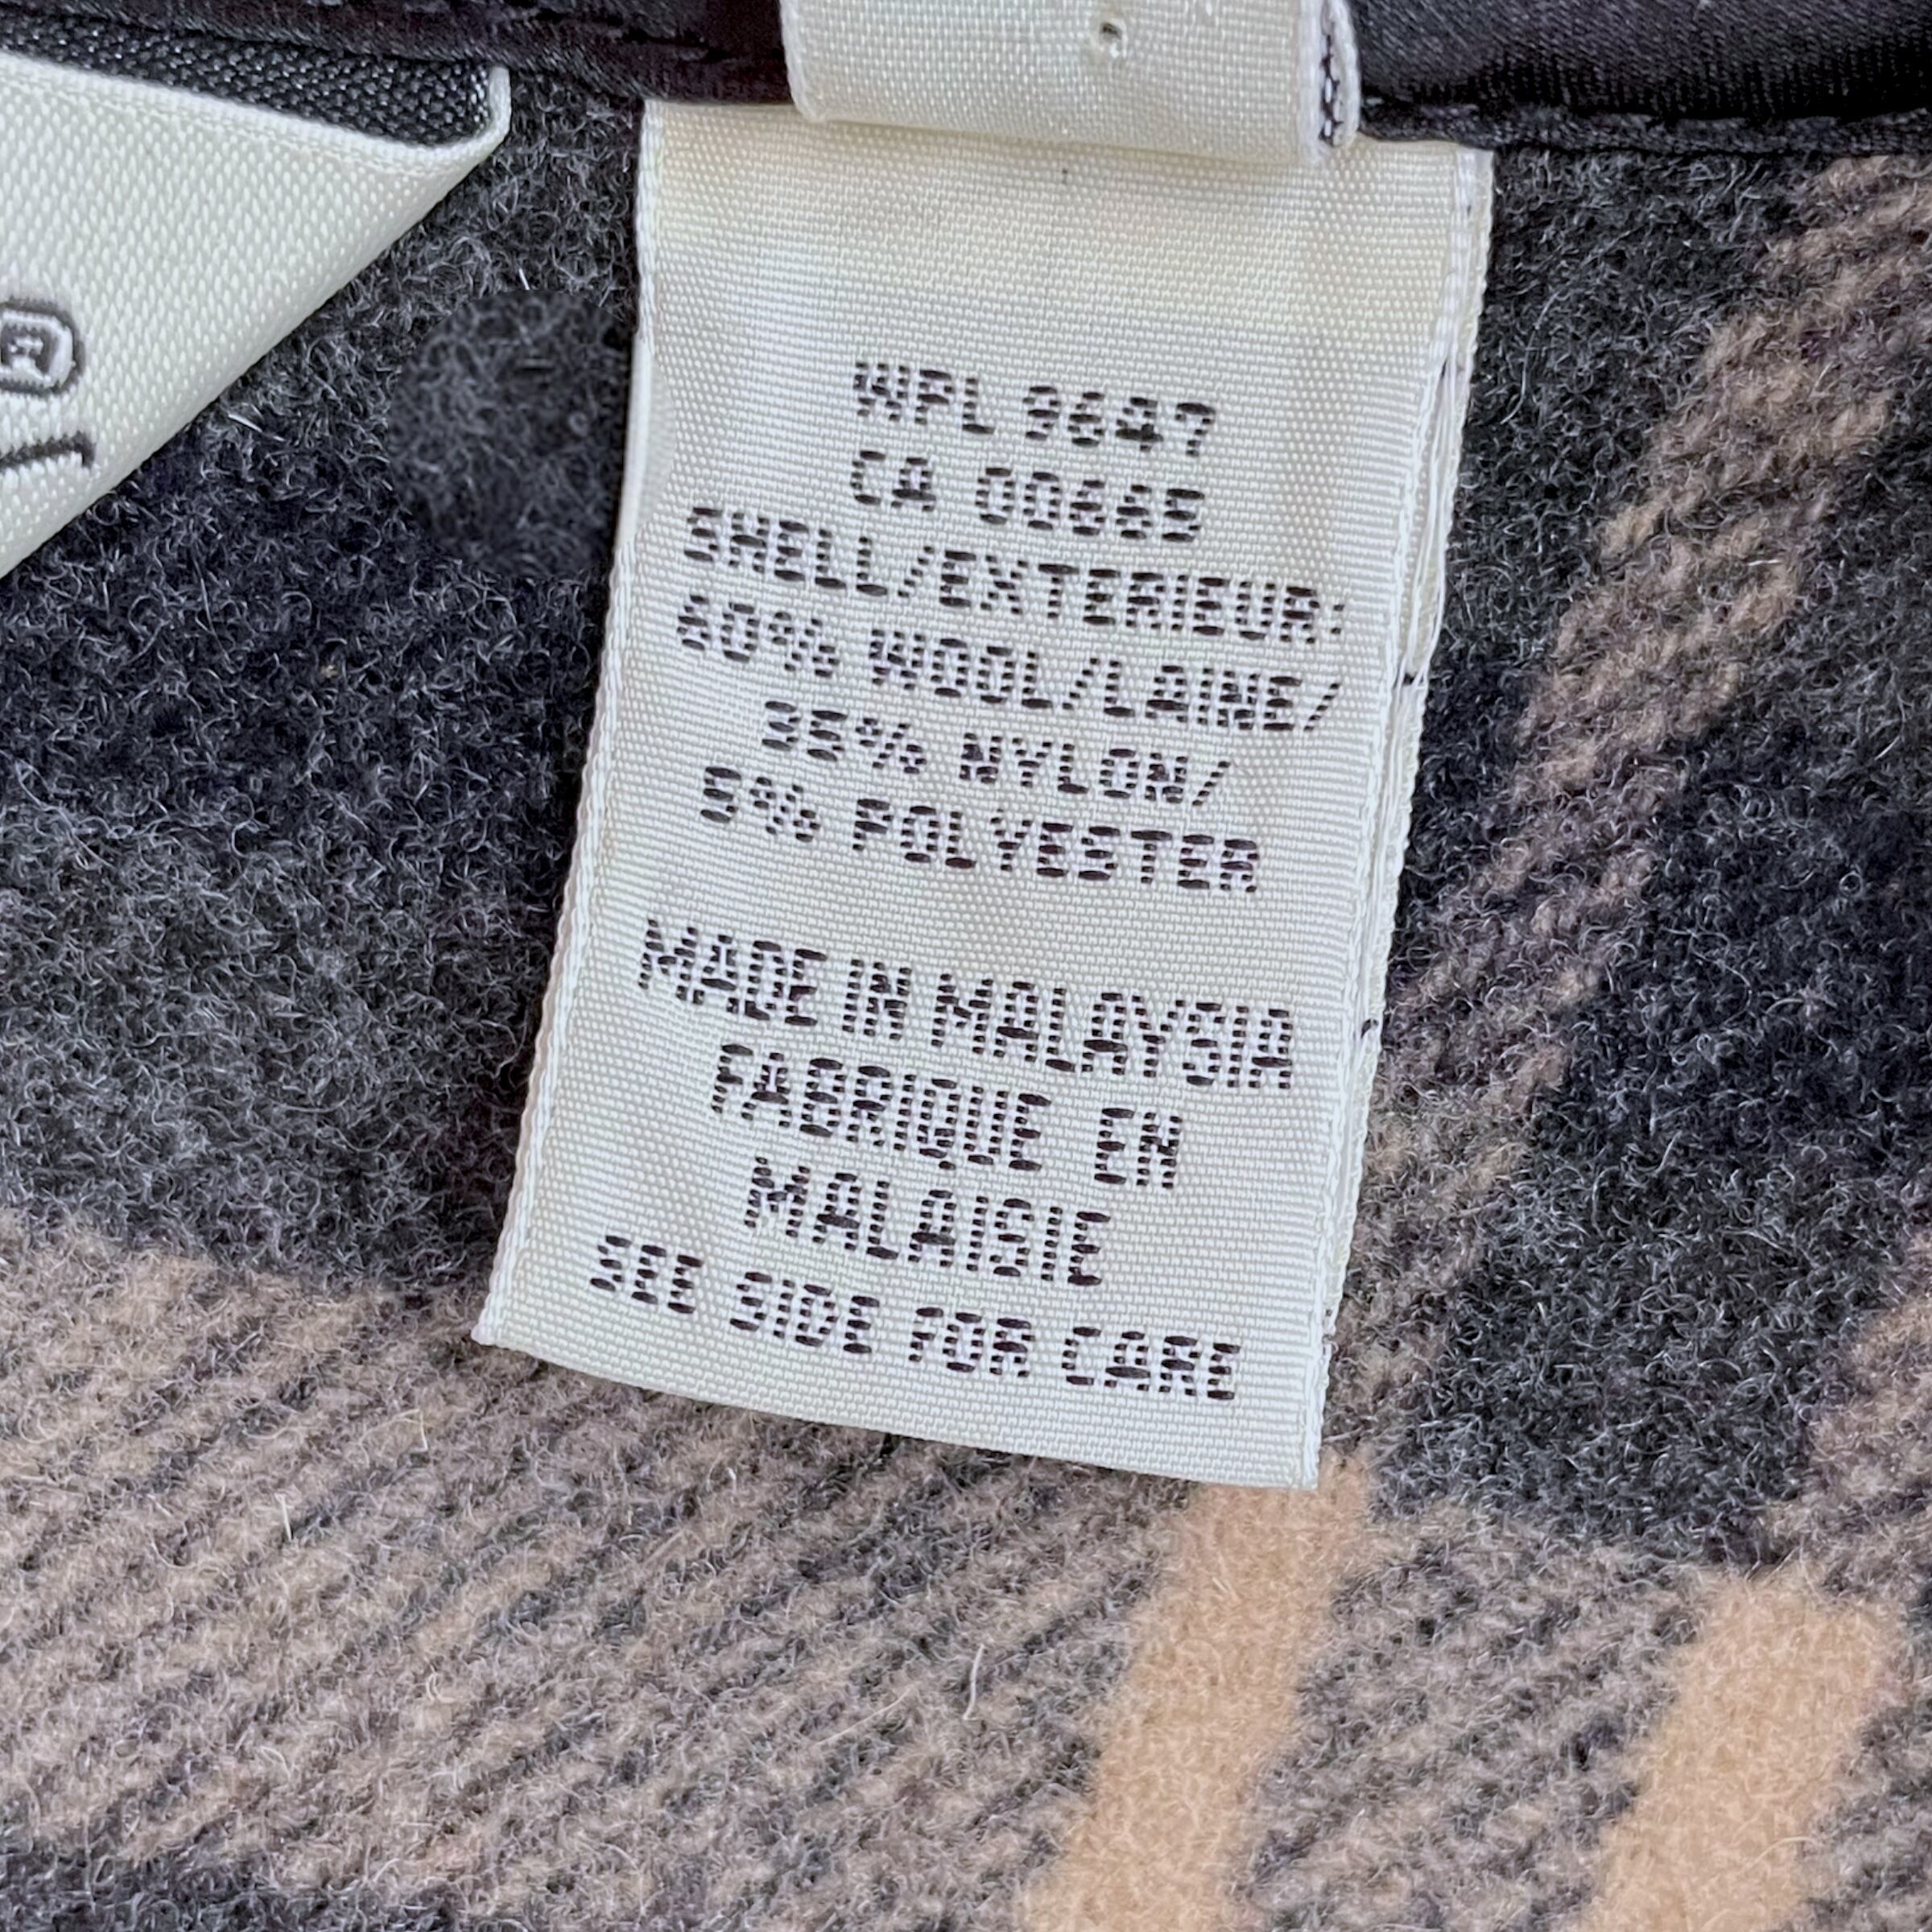 ®
WPL 9647
CA 00665
SHELL/EXTERIEUR:
60% WOOL/LAINE/
35% NYLON/
5% POLYESTER
MADE IN MALAYSIA
FABRIQUE EN
MALAISIE
SEE SIDE FOR CARE